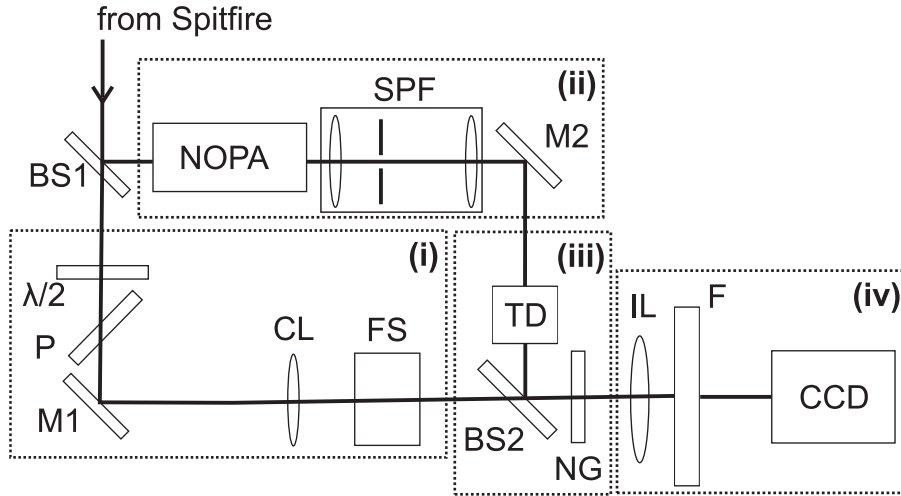 from Spitfire
(ii)
SPF
M2
NOPA
BS1
(i)
(iii)
(iv)
λ/2
IL
F
TD
P
CL
FS
CCD
M1
BS2
NG